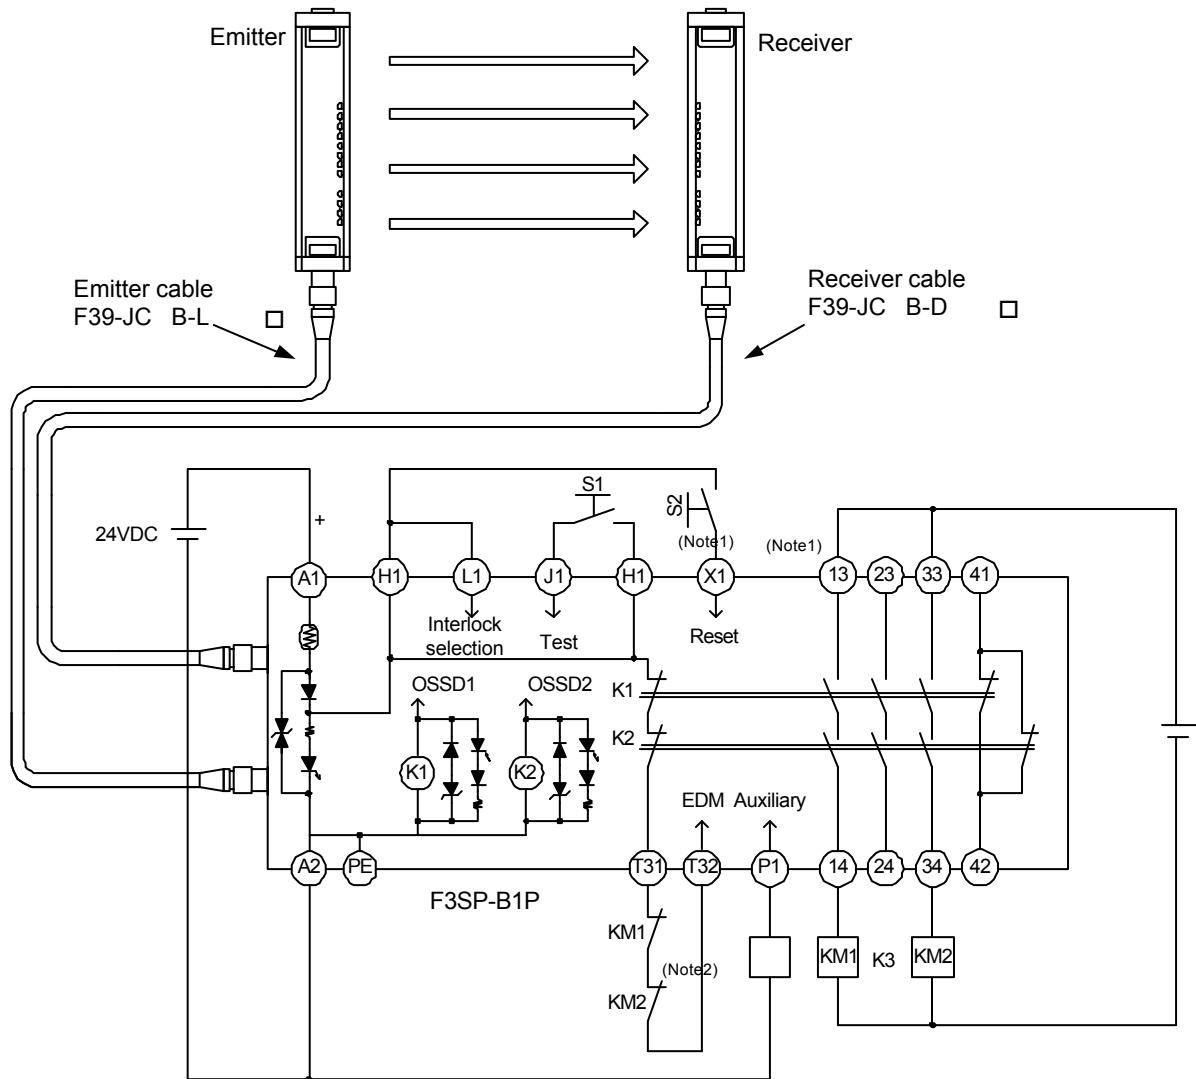 Emitter
Receiver
Emitter cable
F39-JC B-L □
Receiver cable
F39-JC B-D □
24VDC
+
S1
S2
(Note1)
(Note1)
A1
H1
L1
J1
H1
X1
13
23
33
41
Interlock
selection
Test
Reset
OSSD1
OSSD2
K1
K2
K1
K2
EDM Auxiliary
A2
PE
T31
T32
P1
14
24
34
42
F3SP-B1P
KM1
KM2
(Note2)
KM1
K3
KM2